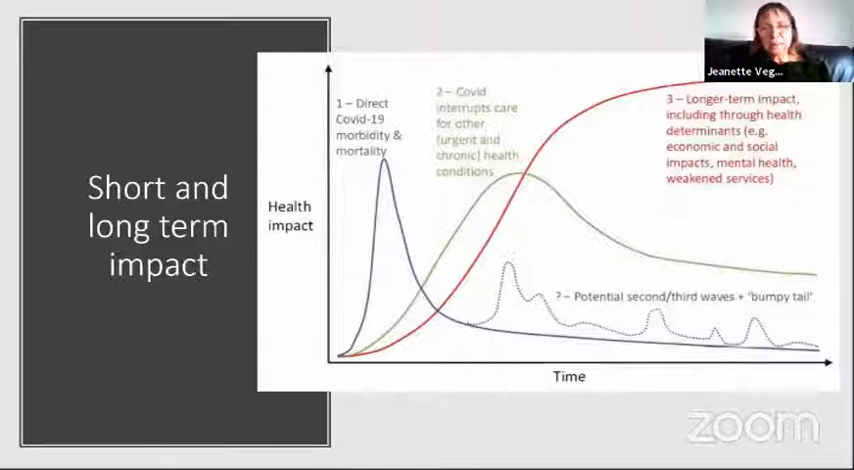 Jeanette Veg...
Short and
long term
impact
1 – Direct
Covid-19
morbidity &
mortality
2 – Covid
interrupts care
for other
(urgent and
chronic) health
conditions
3 – Longer-term impact,
including through health
determinants (e.g.
economic and social
impacts, mental health,
weakened services)
Health
impact
? – Potential second/third waves + 'bumpy tail'
Time
zoom